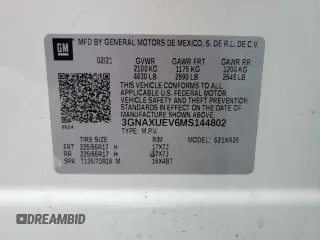 GM
MFD BY GENERAL MOTORS DE MEXICO, S. DE R.L. DE C.V.
02/21 GVWR GAWR FRT GAWR RR
2100 KG 1175 KG 1200 KG
4630 LB 2590 LB 2645 LB
THIS VEHICLE CONFORMS TO ALL
APPLICABLE U.S. FEDERAL MOTOR
VEHICLE SAFETY, BUMPER, AND THEFT
PREVENTION STANDARDS IN EFFECT ON
THE DATE OF MANUFACTURE SHOWN ABOVE.
3GNAXUEV6MS144802
TYPE: M.P.V.
TIRE RIM
FRT 225/65R17 H 17X7J
RR 225/65R17 H 17X7J
SPA T135/70R16 M 16X4BT
DEALERSHIPS.IO